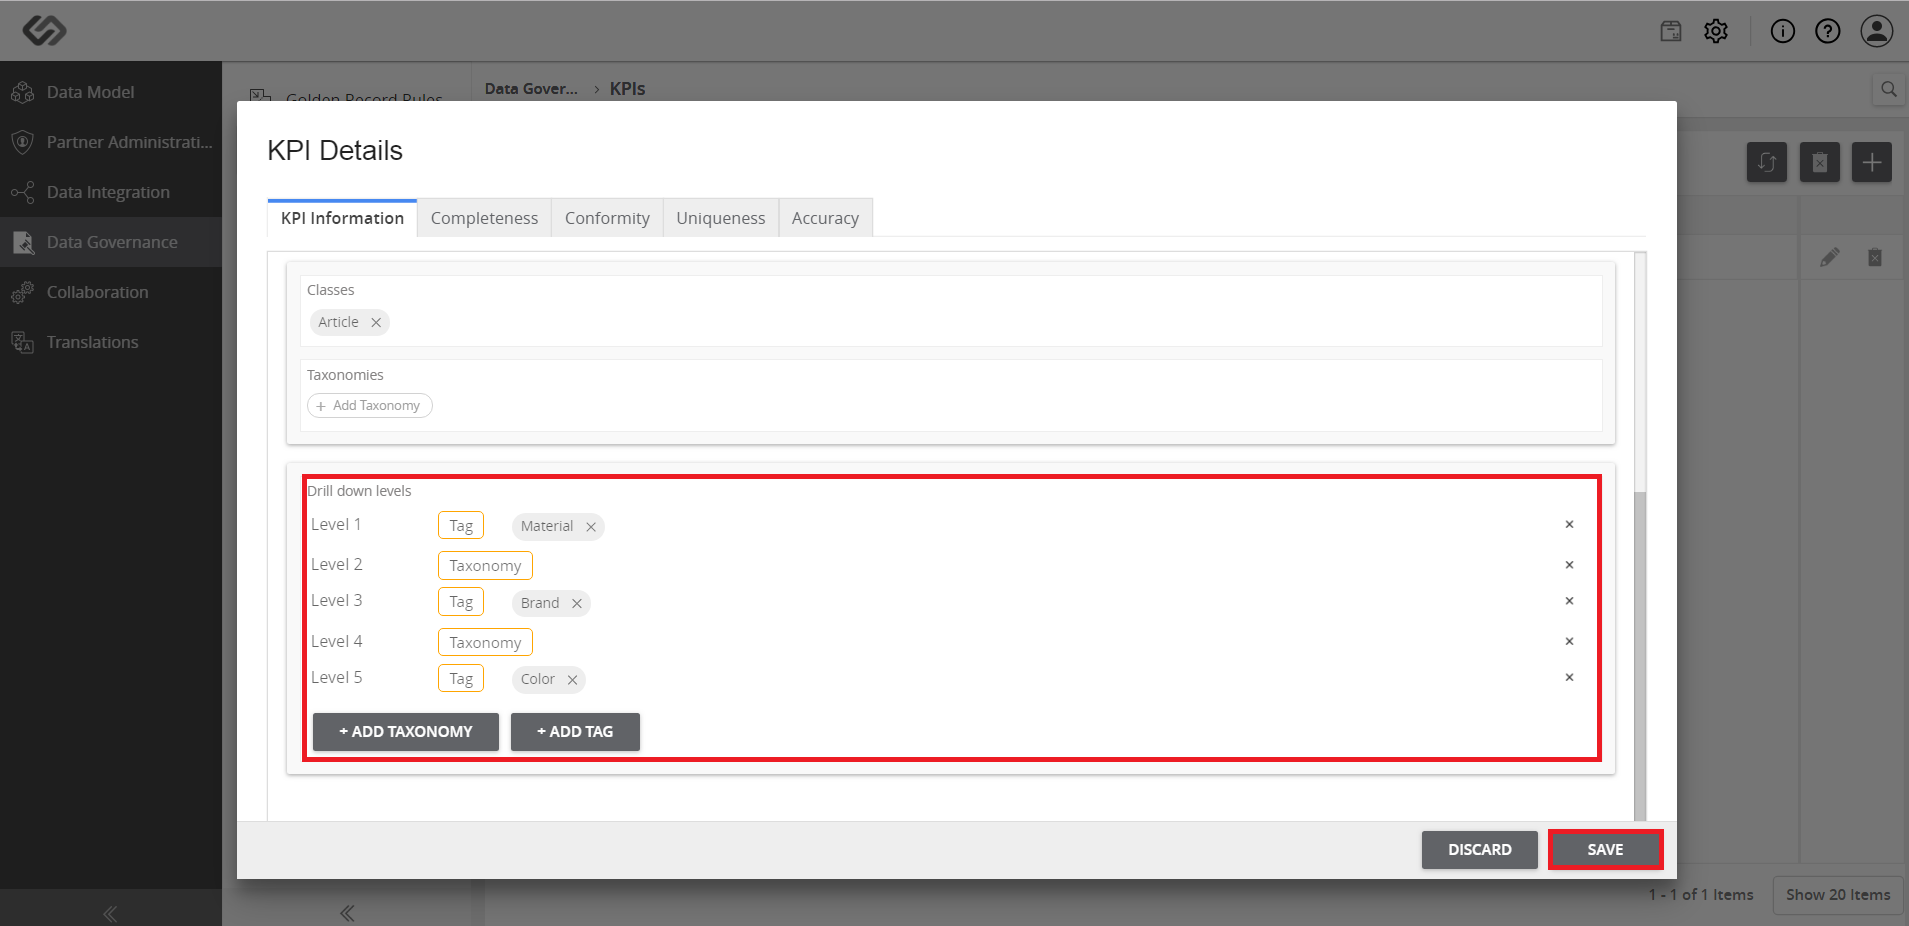 Data Model
Partner Administrati...
Data Integration
Data Governance
Collaboration
Translations
Golden Record Rules
Data Gover... › KPIs
KPI Details
KPI Information Completeness Conformity Uniqueness Accuracy
Classes
Article ×
Taxonomies
+ Add Taxonomy
Drill down levels
Level 1 Tag Material × ×
Level 2 Taxonomy ×
Level 3 Tag Brand × ×
Level 4 Taxonomy ×
Level 5 Tag Color × ×
+ ADD TAXONOMY + ADD TAG
DISCARD SAVE
1 - 1 of 1 Items Show 20 Items